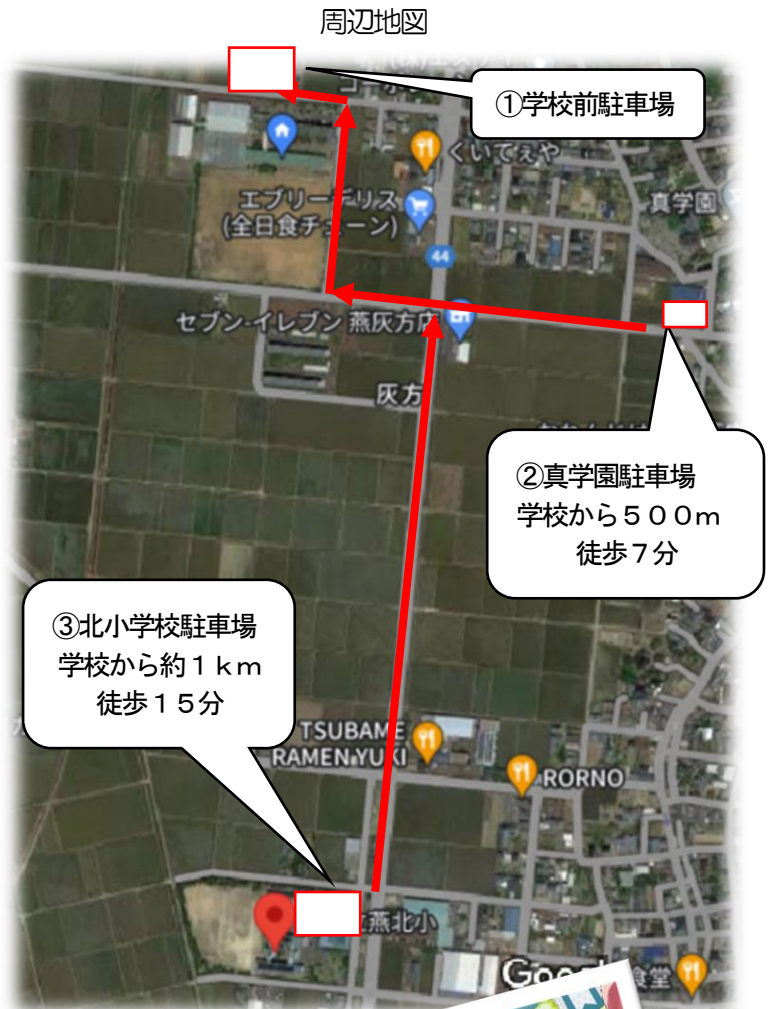 周辺地図
①学校前駐車場
くいてぇや
エブリーデリス
(全日食チェーン)
真学園
44
セブン-イレブン 燕灰方店
灰方
②真学園駐車場
学校から５００ｍ
徒歩７分
③北小学校駐車場
学校から約１ｋｍ
徒歩１５分
TSUBAME
RAMEN YUKI
RORNO
燕北小
食堂